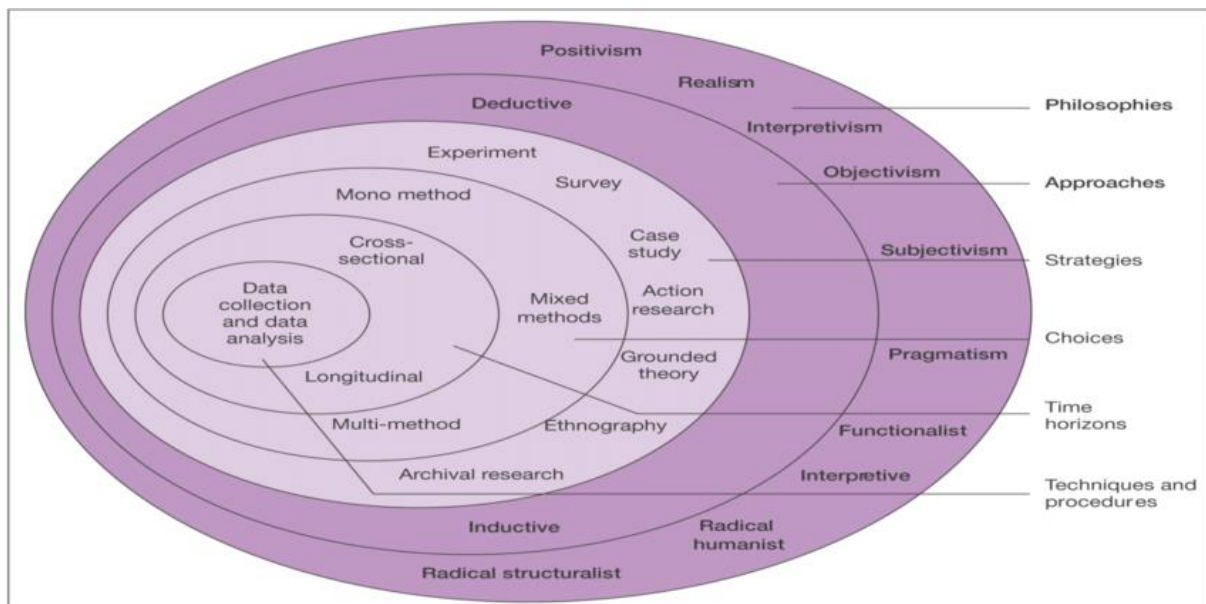 Positivism
Realism
Philosophies
Deductive
Interpretivism
Experiment
Objectivism
Approaches
Survey
Mono method
Case
study
Subjectivism
Strategies
Cross-
sectional
Data
collection
and data
analysis
Mixed
methods
Action
research
Choices
Grounded
theory
Pragmatism
Longitudinal
Time
horizons
Multi-method
Ethnography
Functionalist
Archival research
Interpretive
Techniques and
procedures
Inductive
Radical
humanist
Radical structuralist